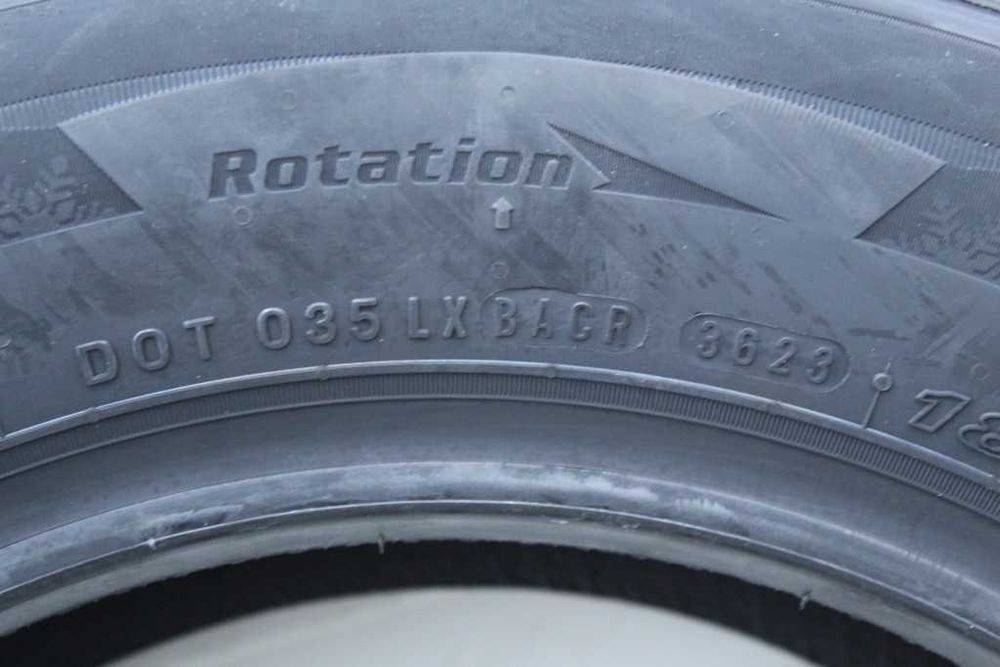 Rotation
DOT 035 LX BACR 3623